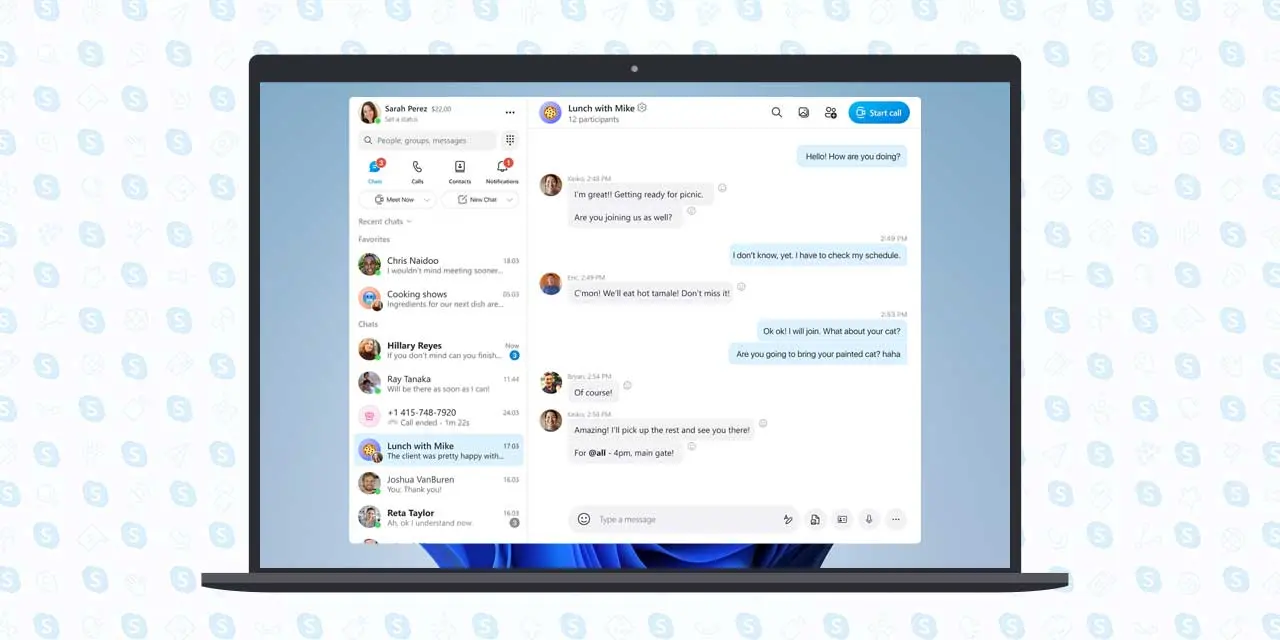 Sarah Perez $22,00
Set a status
People, groups, messages
3
1
Chats
Calls
Contacts
Notifications
Meet Now
New Chat
Recent chats
Favorites
Chris Naidoo 18:03
I wouldn't mind meeting sooner...
Cooking shows 05:03
Ingredients for our next dish are...
Chats
Hillary Reyes Now
If you don't mind can you finish... 3
Ray Tanaka 11:44
Will be there as soon as I can!
+1 415-748-7920 24.03
Call ended - 1m 22s
Lunch with Mike 17:03
The client was pretty happy with...
Joshua VanBuren 16.03
You: Thank you!
Reta Taylor 16.03
Ah, ok I understand now. 3
Lunch with Mike
12 participants
Start call
Hello! How are you doing?
Keiko, 2:48 PM
I'm great!! Getting ready for picnic.
Are you joining us as well?
2:49 PM
I don't know, yet. I have to check my schedule.
Eric, 2:49 PM
C'mon! We'll eat hot tamale! Don't miss it!
2:53 PM
Ok ok! I will join. What about your cat?
Are you going to bring your painted cat? haha
Bryan, 2:54 PM
Of course!
Keiko, 2:58 PM
Amazing! I'll pick up the rest and see you there!
For @all - 4pm, main gate!
Type a message